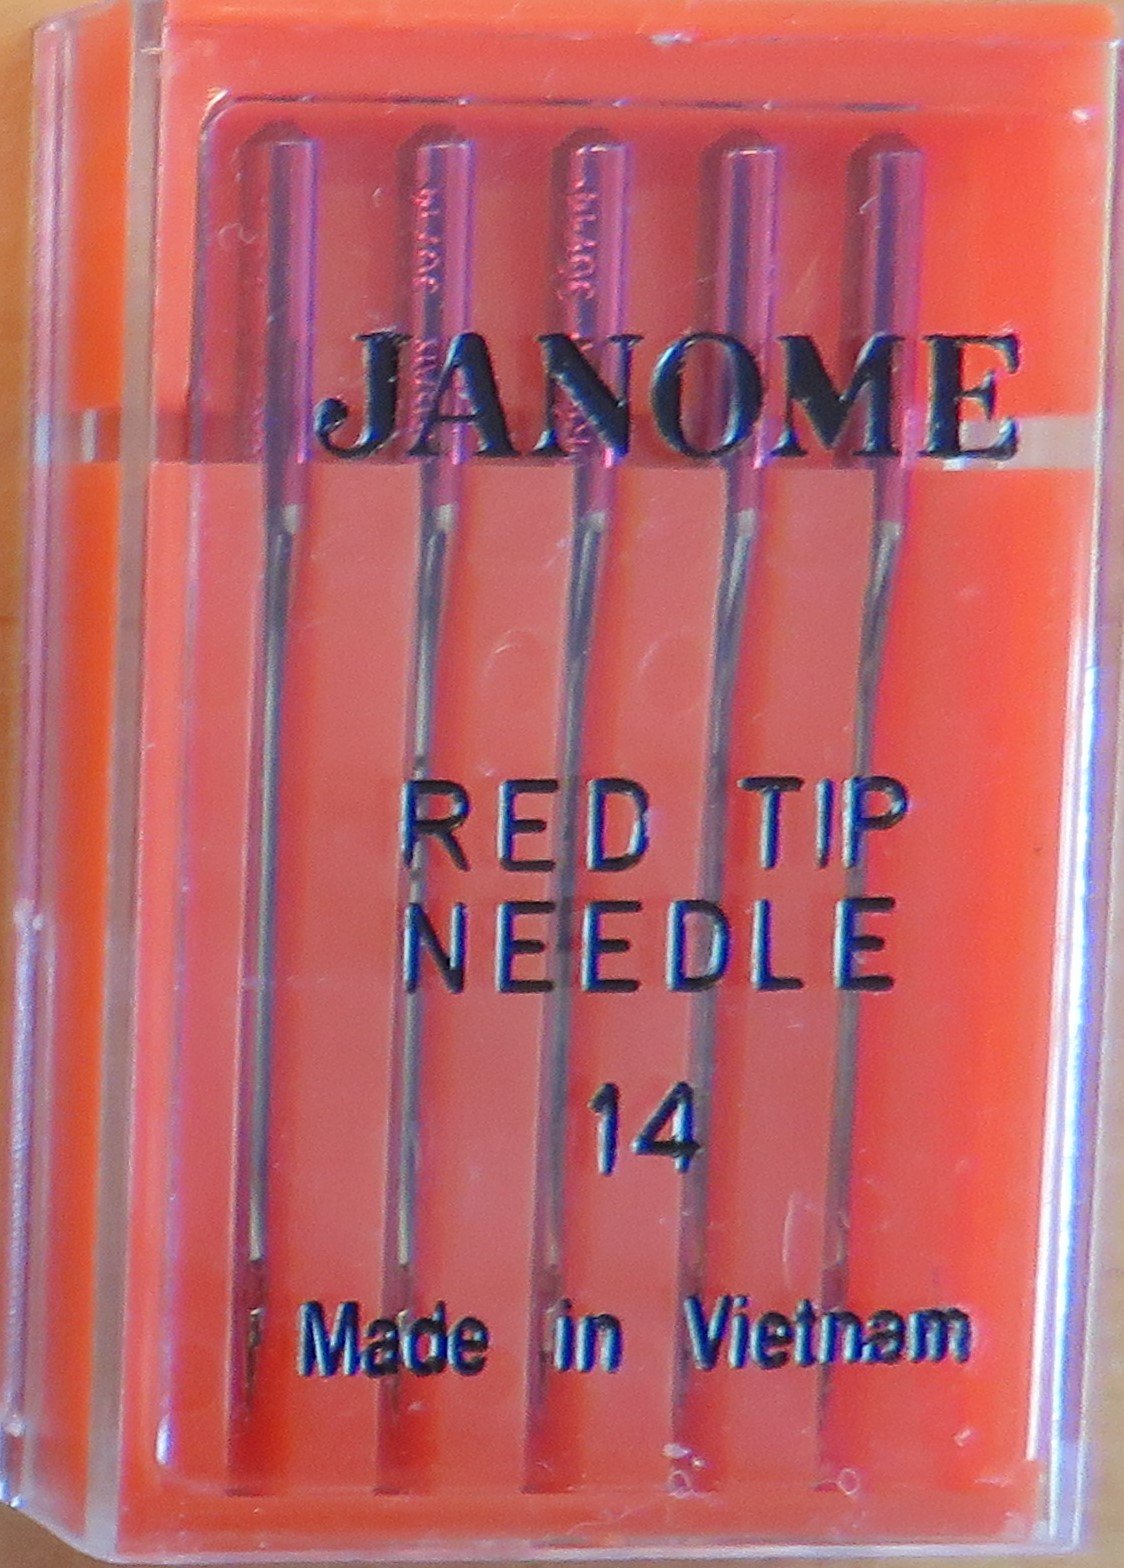 JANOME
RED TIP
NEEDLE
14
Made in Vietnam